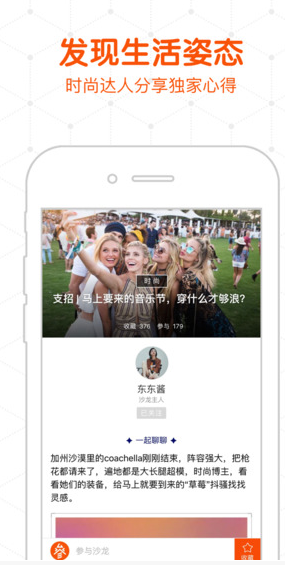 发现生活姿态
时尚达人分享独家心得
时尚
支招 | 马上要来的音乐节，穿什么才够浪?
收藏 376 参与 179
东东酱
沙龙主人
已关注
一起聊聊
加州沙漠里的coachella刚刚结束，阵容强大，把枪
花都请来了，遍地都是大长腿超模，时尚博主，看
看她们的装备，给马上就要到来的“草莓”抖骚找找
灵感。
参与沙龙
收藏